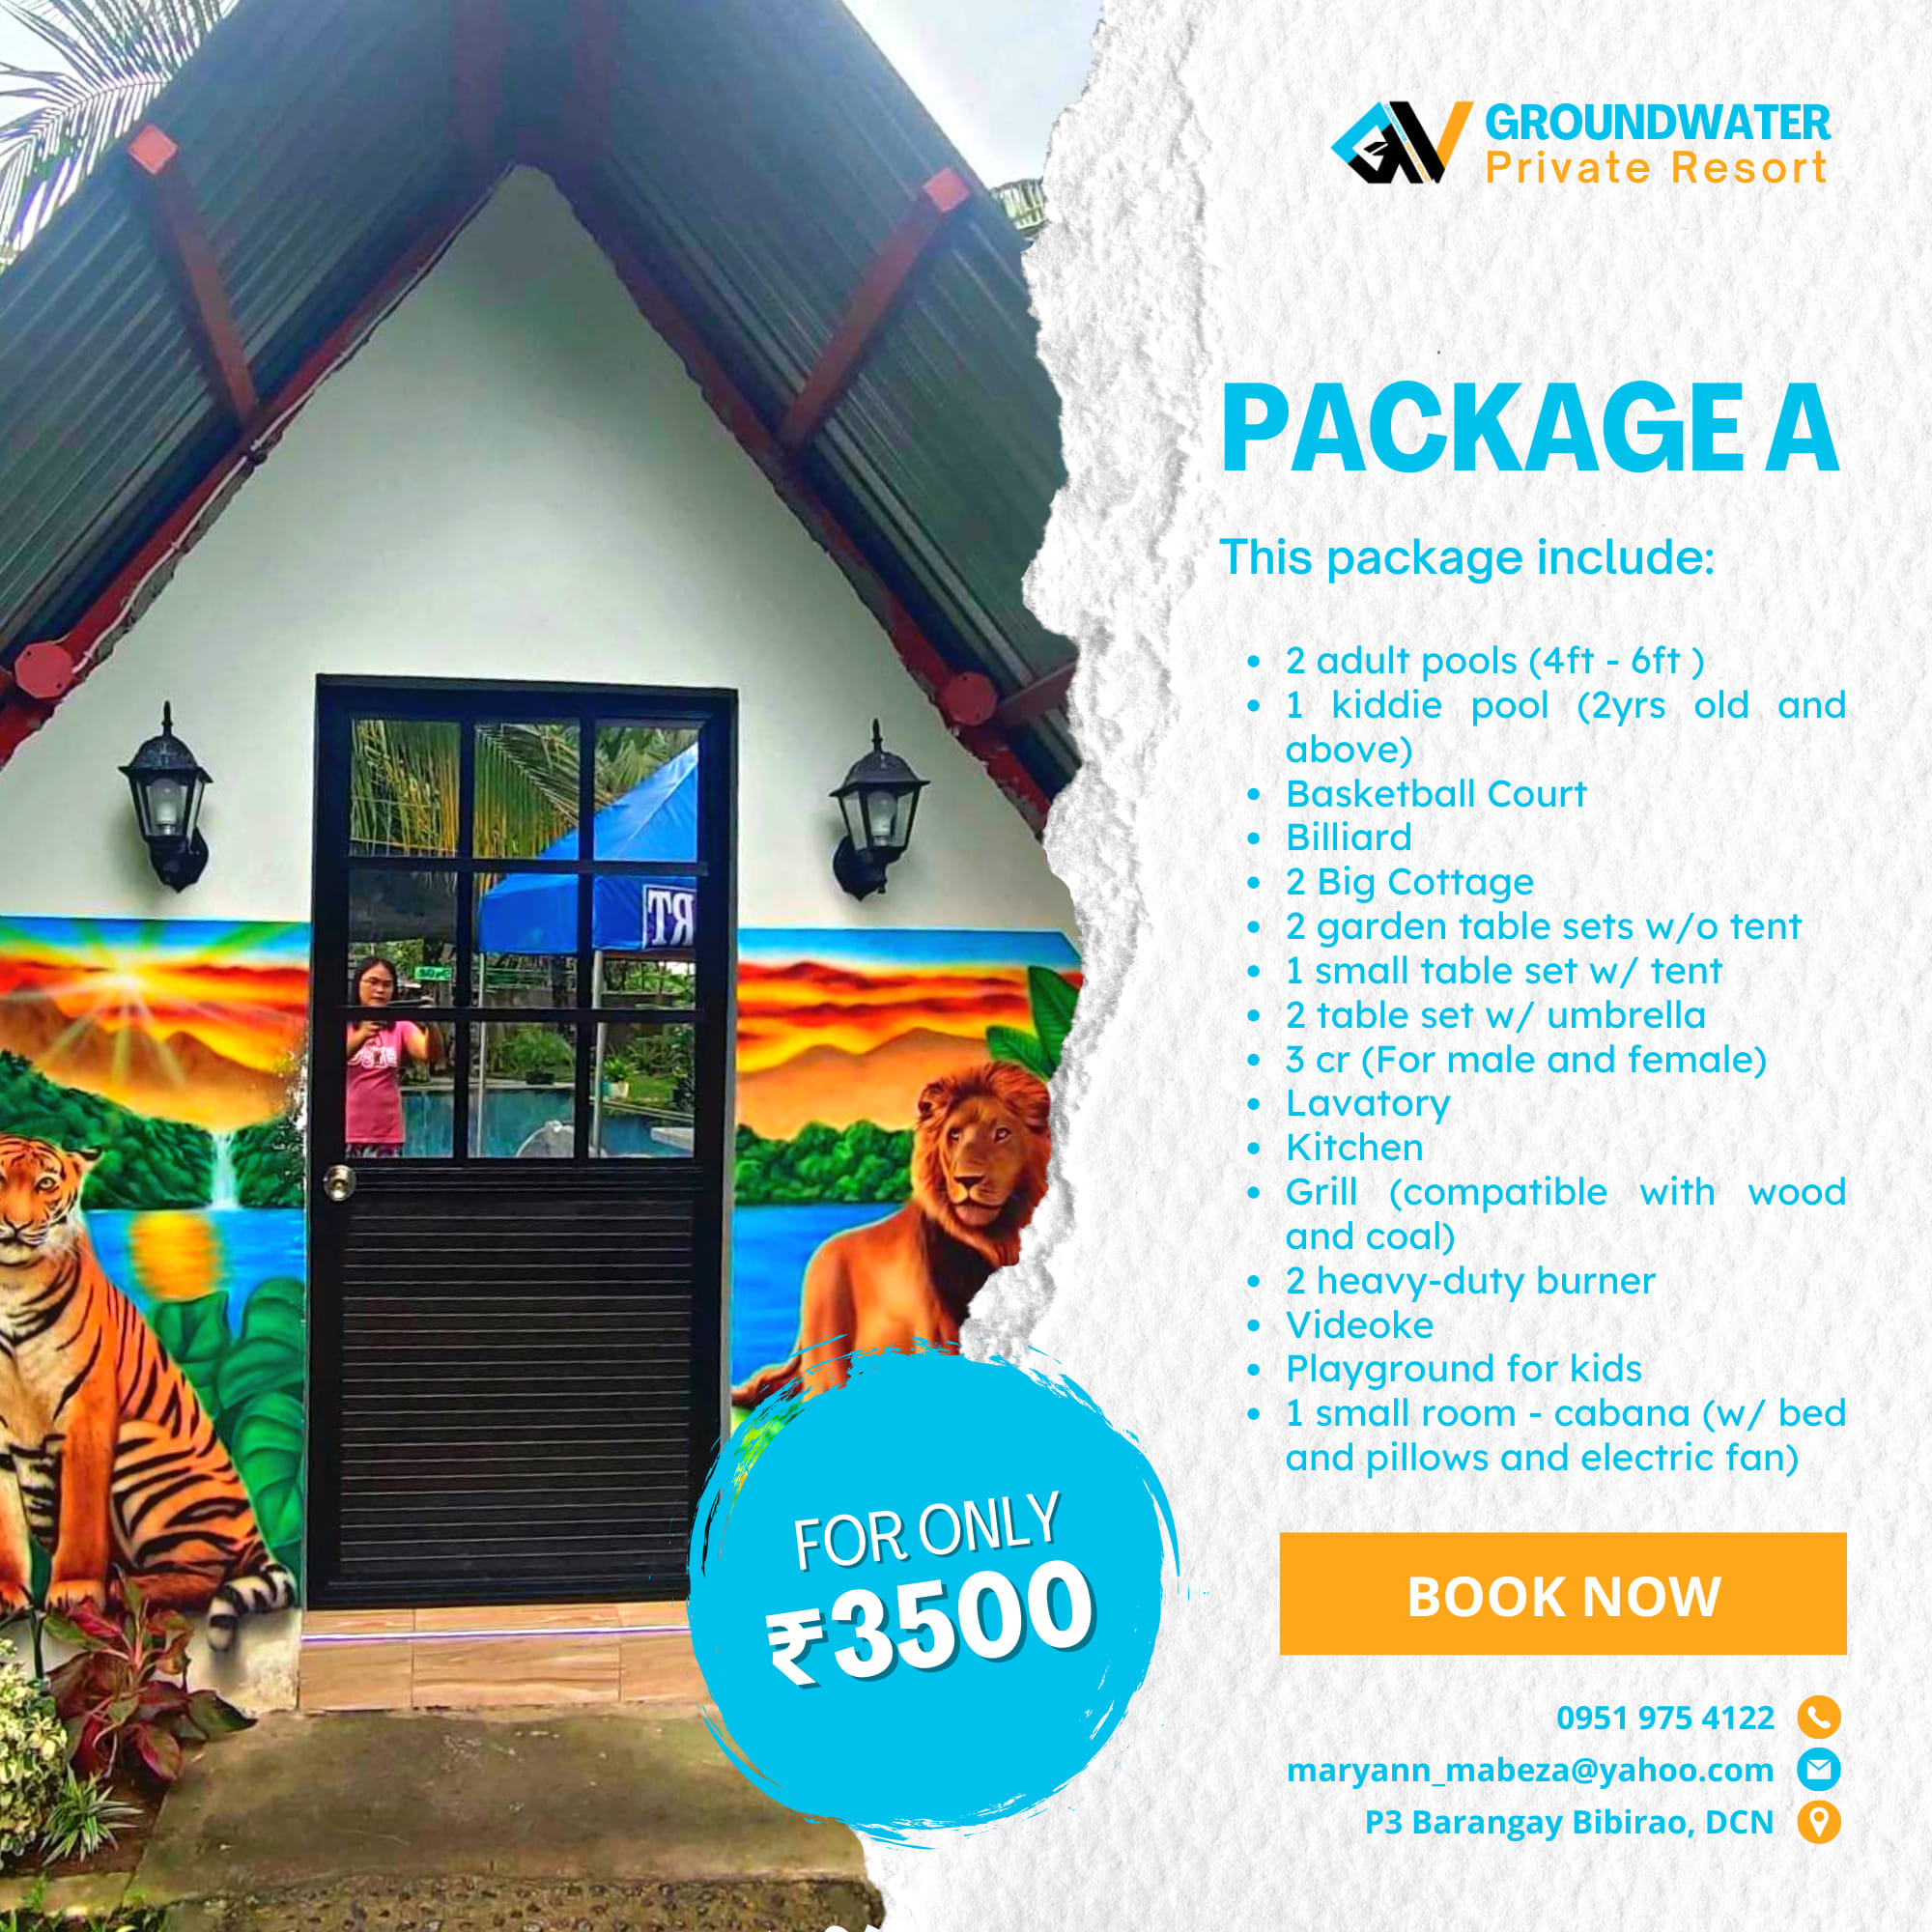 GROUNDWATER
Private Resort
PACKAGE A
This package include:
• 2 adult pools (4ft - 6ft )
• 1 kiddie pool (2yrs old and
above)
• Basketball Court
• Billiard
• 2 Big Cottage
• 2 garden table sets w/o tent
• 1 small table set w/ tent
• 2 table set w/ umbrella
• 3 cr (For male and female)
• Lavatory
• Kitchen
• Grill (compatible with wood
and coal)
• 2 heavy-duty burner
• Videoke
• Playground for kids
• 1 small room - cabana (w/ bed
and pillows and electric fan)
FOR ONLY
₹3500
BOOK NOW
0951 975 4122
maryann_mabeza@yahoo.com
P3 Barangay Bibirao, DCN